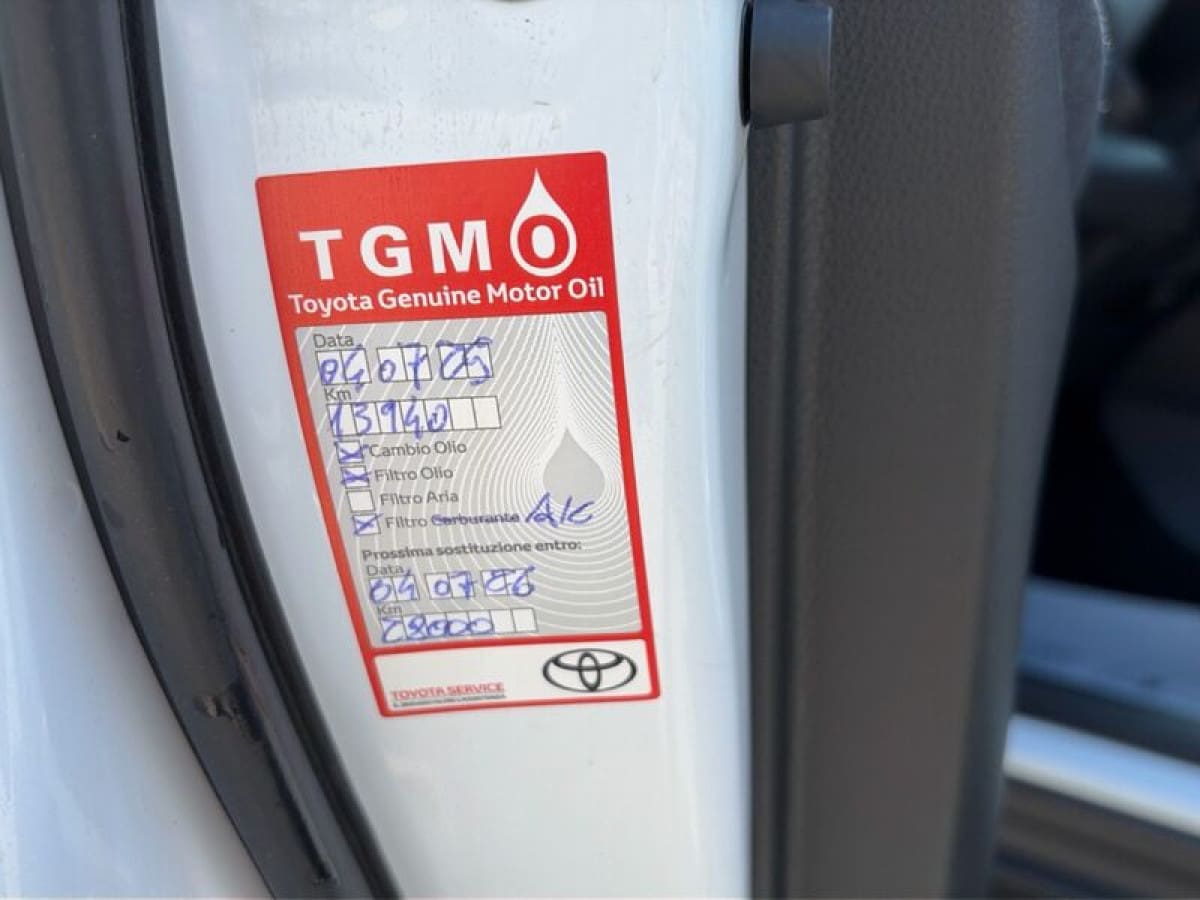 TGMO
Toyota Genuine Motor Oil
Data
04 07 25
Km
13940
Cambio Olio
Filtro Olio
Filtro Aria
Filtro Carburante A/C
Prossima sostituzione entro:
Data
04 07 26
Km
28000
TOYOTA SERVICE